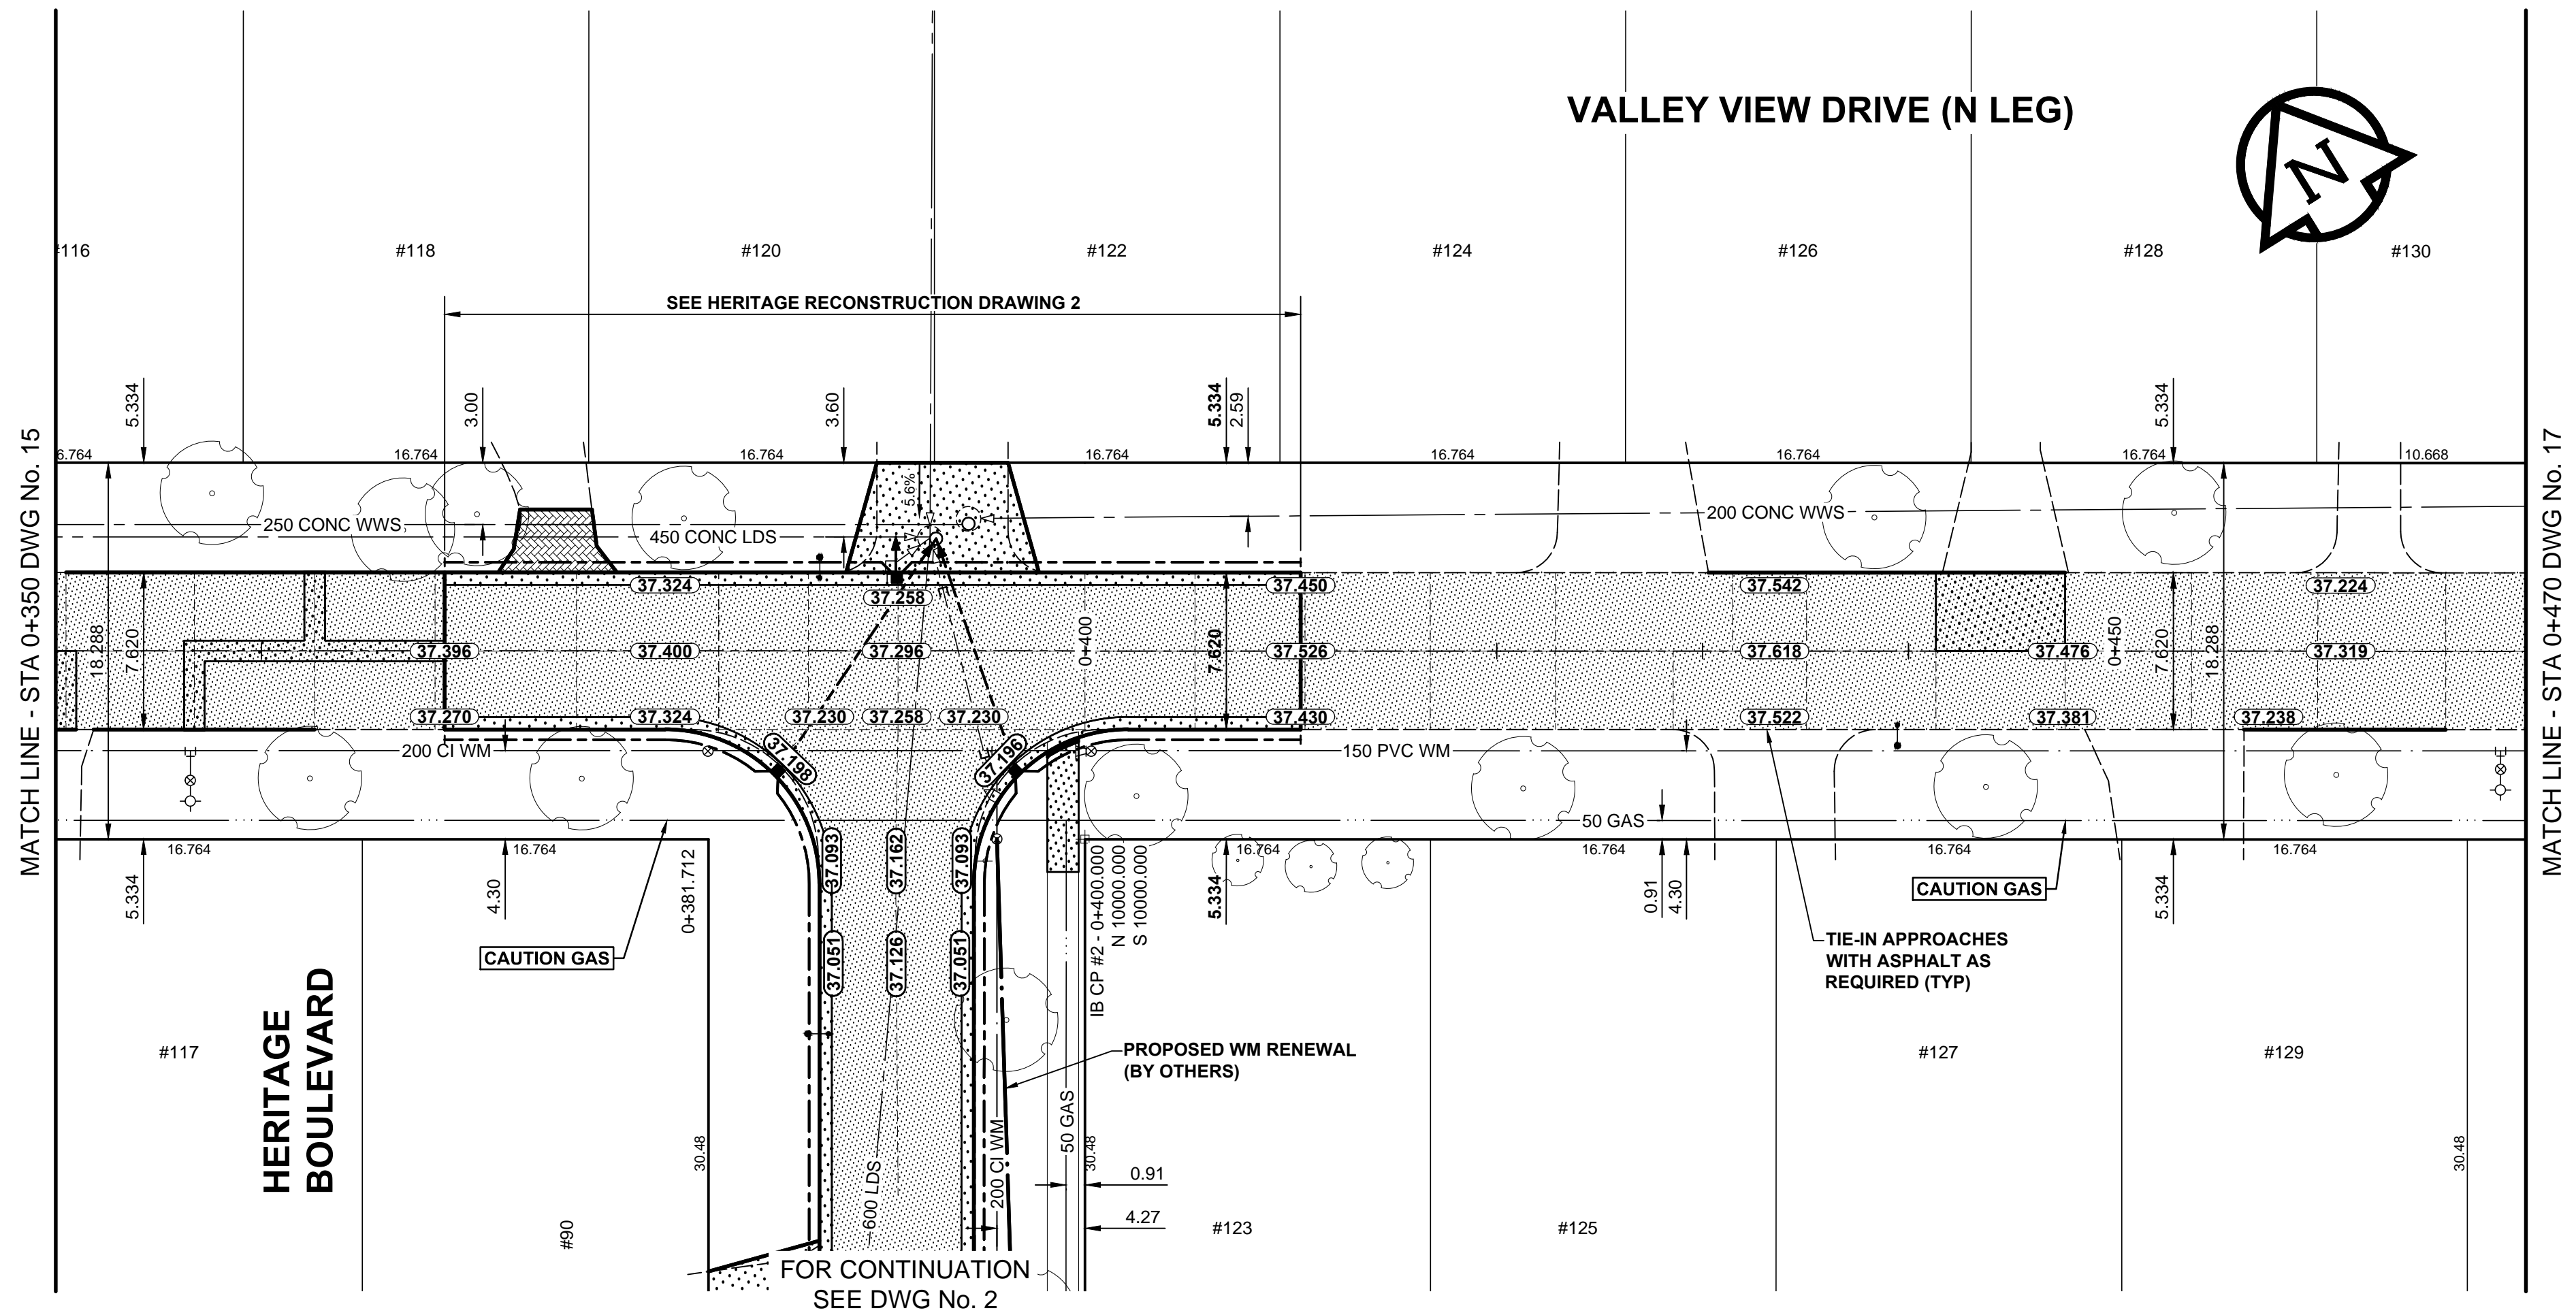 VALLEY VIEW DRIVE (N LEG)
N
#116
#118
#120
#122
#124
#126
#128
#130
SEE HERITAGE RECONSTRUCTION DRAWING 2
5.334
3.00
3.60
5.334
2.59
5.334
6.764
16.764
16.764
16.764
16.764
16.764
16.764
10.668
MATCH LINE - STA 0+350 DWG No. 15
MATCH LINE - STA 0+470 DWG No. 17
5.6%
250 CONC WWS
450 CONC LDS
200 CONC WWS
37.324
37.258
37.450
37.542
37.224
18.288
7.620
37.396
37.400
37.296
0+400
7.620
37.526
37.618
37.476
0+450
7.620
18.288
37.319
37.270
37.324
37.230
37.258
37.230
37.430
37.522
37.381
37.238
200 CI WM
37.198
37.196
150 PVC WM
50 GAS
16.764
16.764
16.764
16.764
16.764
16.764
5.334
4.30
0+381.712
37.093
37.162
37.093
IB CP #2 - 0+400.000
N 10000.000
S 10000.000
5.334
0.91
4.30
5.334
CAUTION GAS
CAUTION GAS
37.051
37.126
37.051
TIE-IN APPROACHES
WITH ASPHALT AS
REQUIRED (TYP)
HERITAGE
BOULEVARD
#117
PROPOSED WM RENEWAL
(BY OTHERS)
#127
#129
30.48
600 LDS
200 CI WM
50 GAS
30.48
30.48
0.91
4.27
#90
#123
#125
FOR CONTINUATION
SEE DWG No. 2